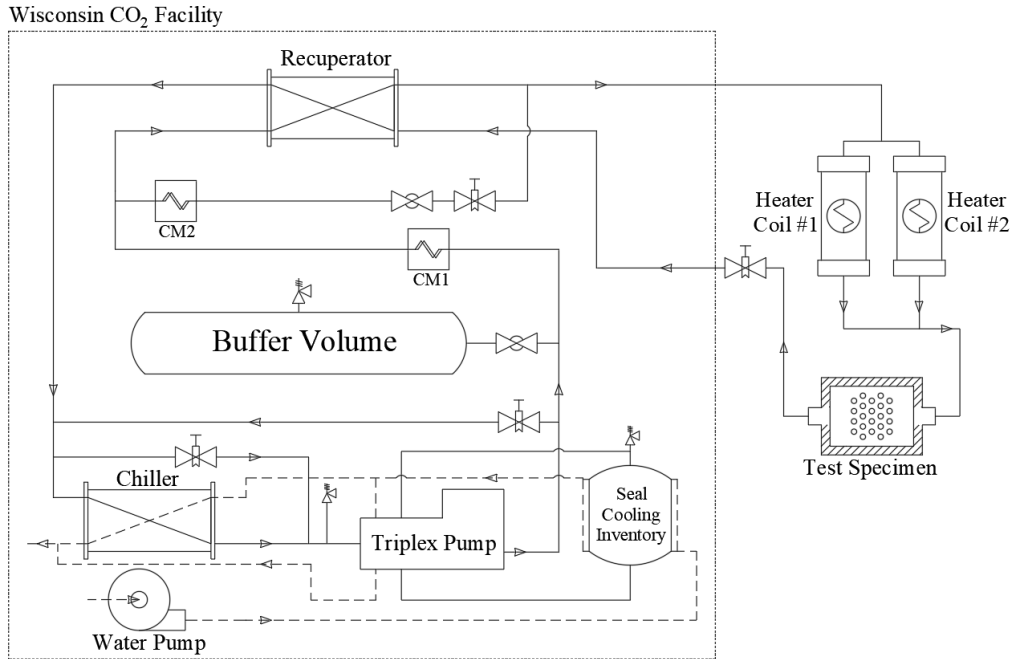 Wisconsin CO₂ Facility
Recuperator
CM2
CM1
Heater
Coil #1
Heater
Coil #2
Buffer Volume
Test Specimen
Chiller
Seal
Cooling
Inventory
Triplex Pump
Water Pump